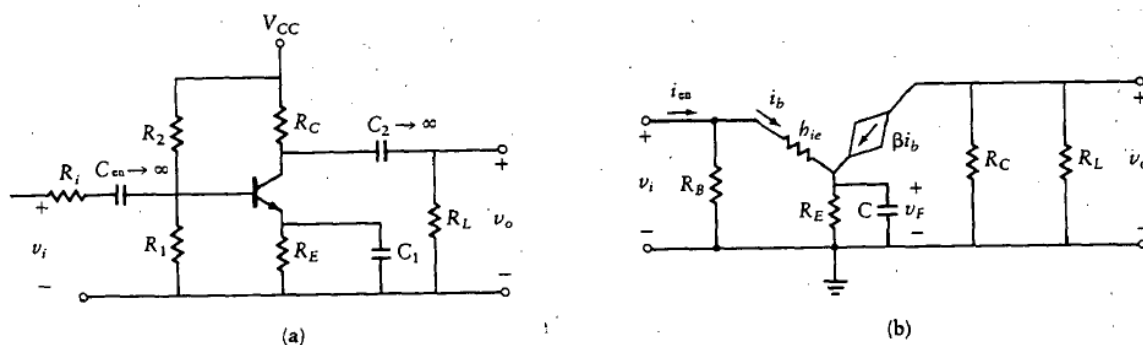 V_CC
R_2
R_C
C_2 → ∞
R_i
C_en → ∞
+
+
v_i
R_1
R_E
C_1
R_L
v_o
−
−
(a)
i_en
i_b
h_ie
βi_b
+
+
v_i
R_B
R_E
C
+
v_F
−
R_C
R_L
v_o
−
−
(b)